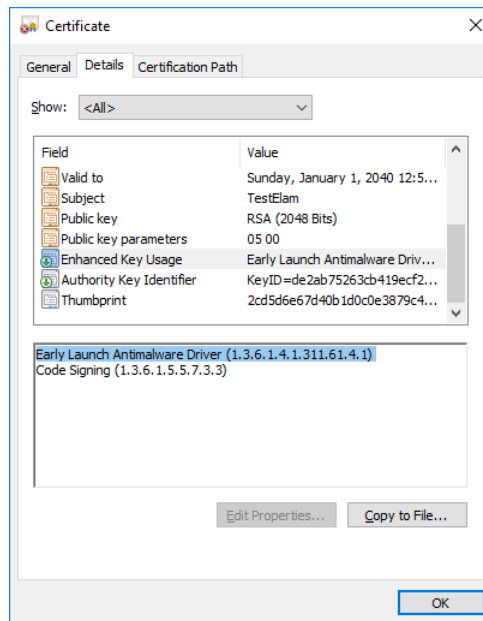 Certificate
General Details Certification Path
Show: <All>
Field Value
Valid to Sunday, January 1, 2040 12:5...
Subject TestElam
Public key RSA (2048 Bits)
Public key parameters 05 00
Enhanced Key Usage Early Launch Antimalware Driv...
Authority Key Identifier KeyID=de2ab75263cb419ecf2...
Thumbprint 2cd5d6e67d40b1d0c0e3879c4...
Early Launch Antimalware Driver (1.3.6.1.4.1.311.61.4.1)
Code Signing (1.3.6.1.5.5.7.3.3)
Edit Properties... Copy to File...
OK